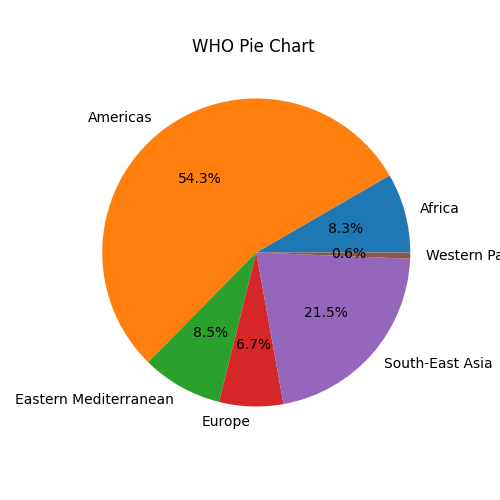 WHO Pie Chart
Americas
54.3%
Africa
8.3%
0.6%
Western Pa
21.5%
8.5%
6.7%
South-East Asia
Eastern Mediterranean
Europe